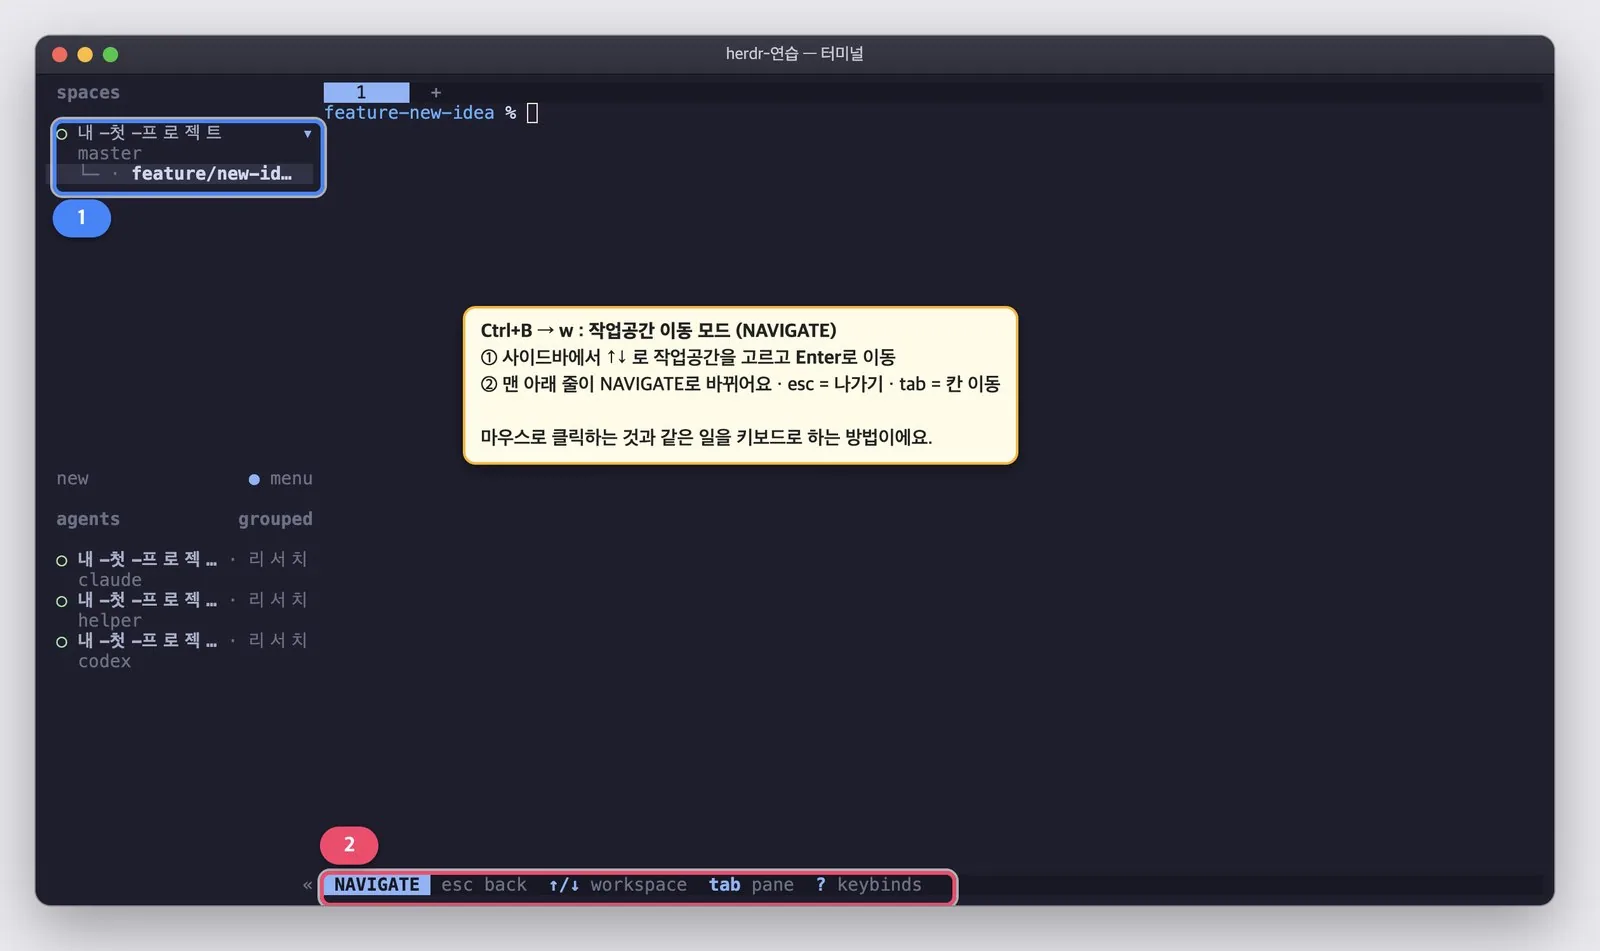 herdr-연습 — 터미널
spaces
1 +
feature-new-idea %
내-첫-프로젝트 ▾
master
└─ · feature/new-id…
1
Ctrl+B → w : 작업공간 이동 모드 (NAVIGATE)
① 사이드바에서 ↑↓ 로 작업공간을 고르고 Enter로 이동
② 맨 아래 줄이 NAVIGATE로 바뀌어요 · esc = 나가기 · tab = 칸 이동
마우스로 클릭하는 것과 같은 일을 키보드로 하는 방법이에요.
new ● menu
agents grouped
내-첫-프로젝… · 리서치
claude
내-첫-프로젝… · 리서치
helper
내-첫-프로젝… · 리서치
codex
2
« NAVIGATE esc back ↑/↓ workspace tab pane ? keybinds